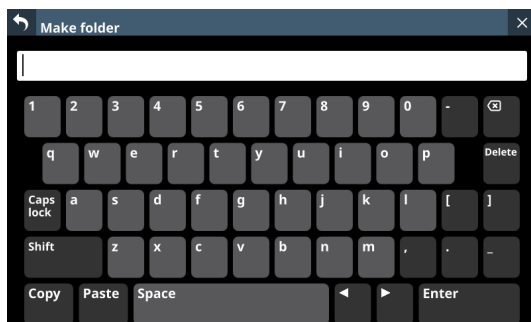 Make folder
1 2 3 4 5 6 7 8 9 0 -
q w e r t y u i o p Delete
Caps lock a s d f g h j k l [ ]
Shift z x c v b n m , . _
Copy Paste Space Enter